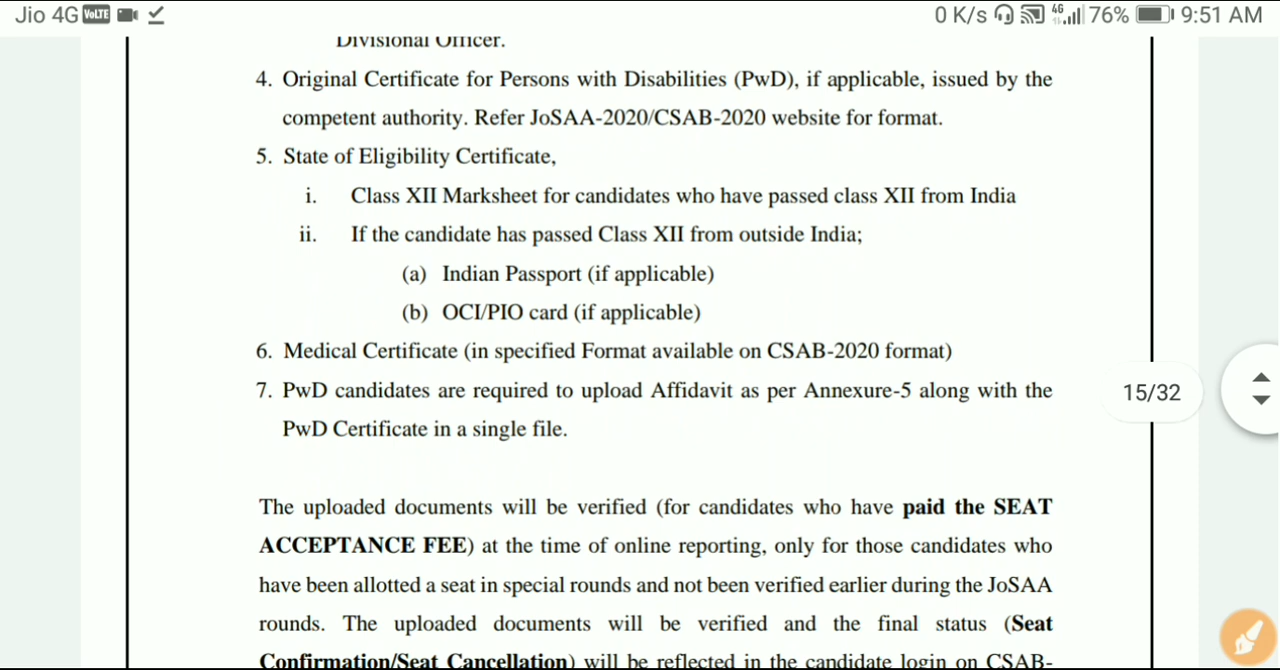 Jio 4G VoLTE 0 K/s 4G 76% 9:51 AM
Divisional Officer.
4. Original Certificate for Persons with Disabilities (PwD), if applicable, issued by the
competent authority. Refer JoSAA-2020/CSAB-2020 website for format.
5. State of Eligibility Certificate,
i. Class XII Marksheet for candidates who have passed class XII from India
ii. If the candidate has passed Class XII from outside India;
(a) Indian Passport (if applicable)
(b) OCI/PIO card (if applicable)
6. Medical Certificate (in specified Format available on CSAB-2020 format)
7. PwD candidates are required to upload Affidavit as per Annexure-5 along with the
15/32
PwD Certificate in a single file.
The uploaded documents will be verified (for candidates who have paid the SEAT
ACCEPTANCE FEE) at the time of online reporting, only for those candidates who
have been allotted a seat in special rounds and not been verified earlier during the JoSAA
rounds. The uploaded documents will be verified and the final status (Seat
Confirmation/Seat Cancellation) will be reflected in the candidate login on CSAB-